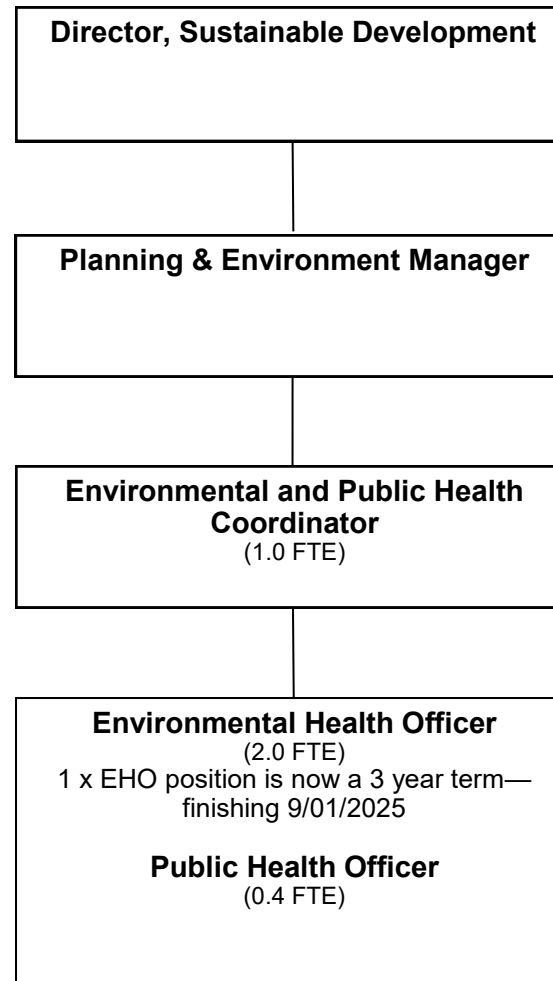 Director, Sustainable Development
Planning & Environment Manager
Environmental and Public Health
Coordinator
(1.0 FTE)
Environmental Health Officer
(2.0 FTE)
1 x EHO position is now a 3 year term—
finishing 9/01/2025
Public Health Officer
(0.4 FTE)